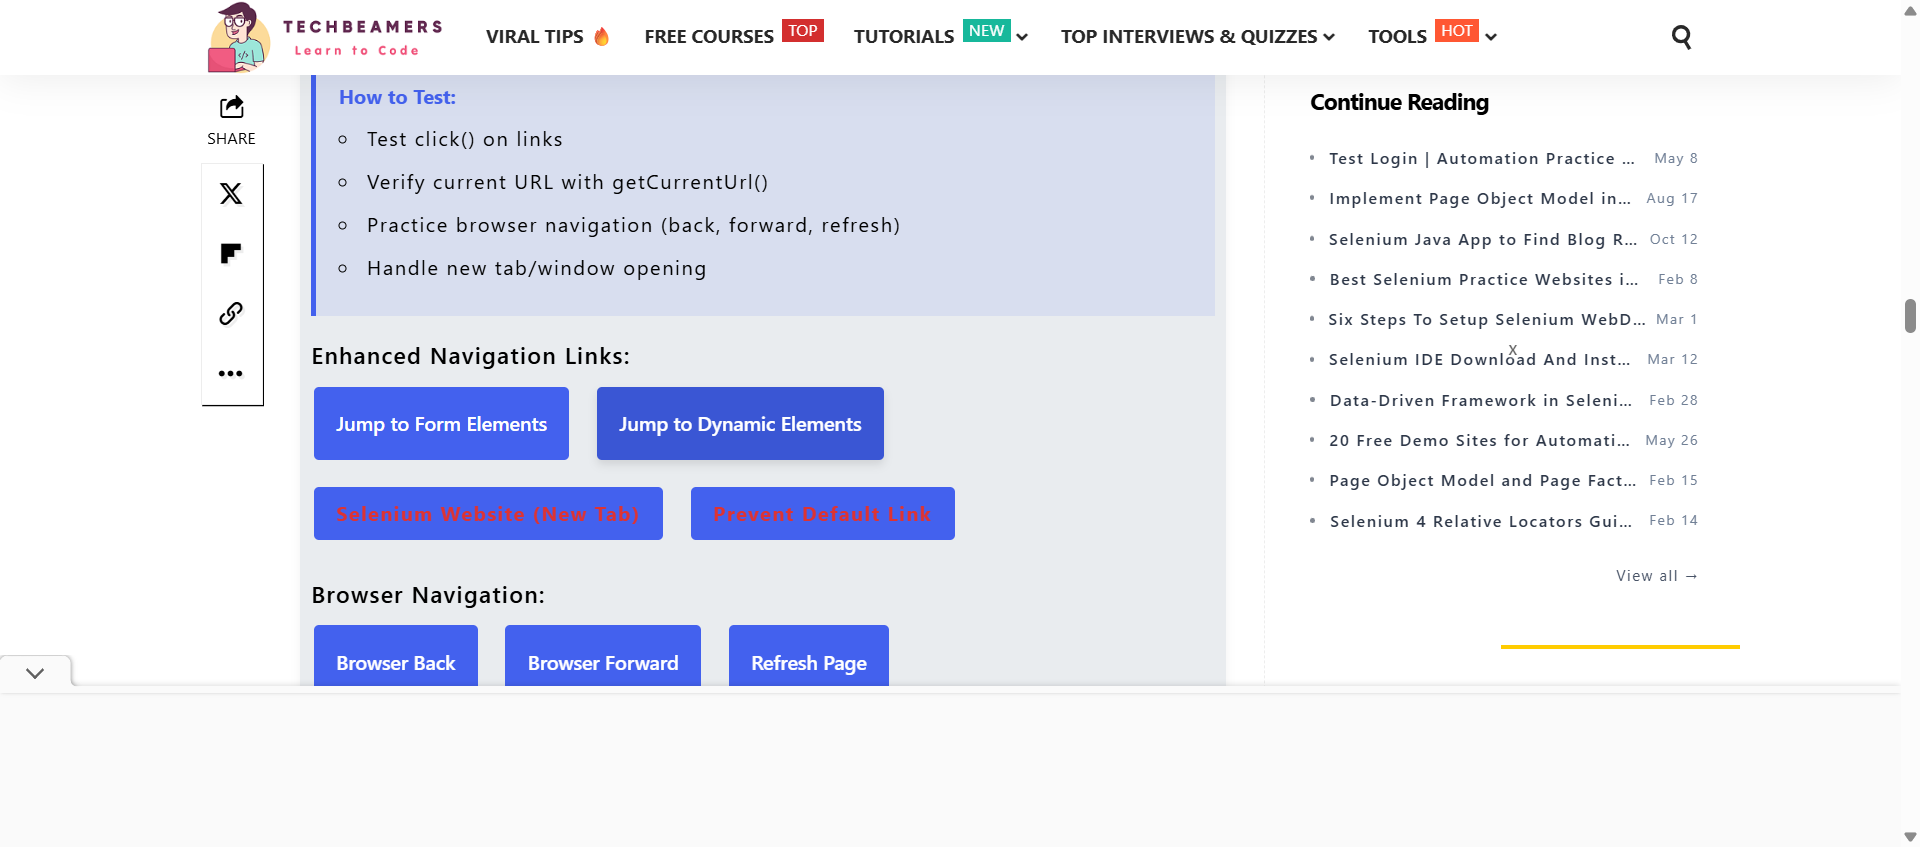 TECHBEAMERS
Learn to Code
VIRAL TIPS 🔥 FREE COURSES TOP TUTORIALS NEW TOP INTERVIEWS & QUIZZES TOOLS HOT
SHARE
How to Test:
Test click() on links
Verify current URL with getCurrentUrl()
Practice browser navigation (back, forward, refresh)
Handle new tab/window opening
Enhanced Navigation Links:
Jump to Form Elements
Jump to Dynamic Elements
Selenium Website (New Tab)
Prevent Default Link
Browser Navigation:
Browser Back
Browser Forward
Refresh Page
Continue Reading
Test Login | Automation Practice ... May 8
Implement Page Object Model in... Aug 17
Selenium Java App to Find Blog R... Oct 12
Best Selenium Practice Websites i... Feb 8
Six Steps To Setup Selenium WebD... Mar 1
X
Selenium IDE Download And Inst... Mar 12
Data-Driven Framework in Seleni... Feb 28
20 Free Demo Sites for Automati... May 26
Page Object Model and Page Fact... Feb 15
Selenium 4 Relative Locators Gui... Feb 14
View all →